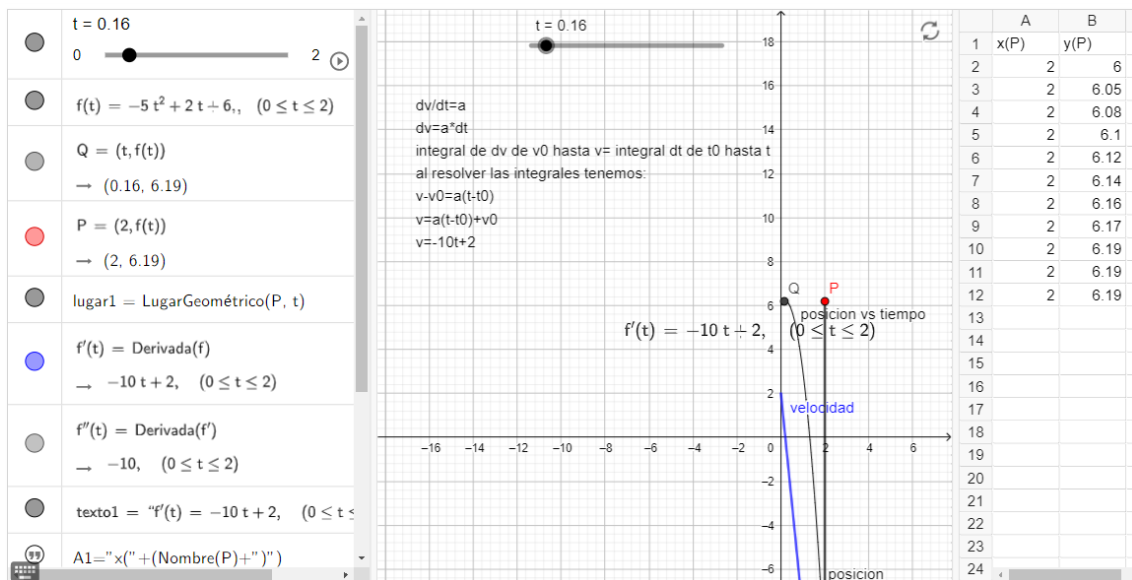 t = 0.16
0 2
f(t) = −5 t² + 2 t + 6,, (0 ≤ t ≤ 2)
Q = (t, f(t))
→ (0.16, 6.19)
P = (2, f(t))
→ (2, 6.19)
lugar1 = LugarGeométrico(P, t)
f′(t) = Derivada(f)
→ −10 t + 2, (0 ≤ t ≤ 2)
f″(t) = Derivada(f′)
→ −10, (0 ≤ t ≤ 2)
texto1 = “f′(t) = −10 t + 2, (0 ≤ t ≤
A1="x("+(Nombre(P)+")")
t = 0.16
dv/dt=a
dv=a*dt
integral de dv de v0 hasta v= integral dt de t0 hasta t
al resolver las integrales tenemos:
v-v0=a(t-t0)
v=a(t-t0)+v0
v=-10t+2
18
16
14
12
10
8
6
4
2
−2
−4
−6
−16 −14 −12 −10 −8 −6 −4 −2 0 2 4 6
Q P
posicion vs tiempo
f′(t) = −10 t + 2, (0 ≤ t ≤ 2)
velocidad
posicion
A B
1 x(P) y(P)
2 2 6
3 2 6.05
4 2 6.08
5 2 6.1
6 2 6.12
7 2 6.14
8 2 6.16
9 2 6.17
10 2 6.19
11 2 6.19
12 2 6.19
13
14
15
16
17
18
19
20
21
22
23
24